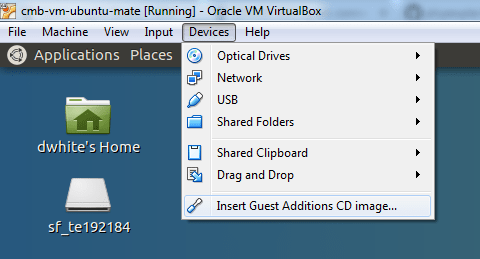 cmb-vm-ubuntu-mate [Running] - Oracle VM VirtualBox
File Machine View Input Devices Help
Applications Places
Optical Drives
Network
USB
Shared Folders
Shared Clipboard
Drag and Drop
Insert Guest Additions CD image...
dwhite's Home
sf_te192184